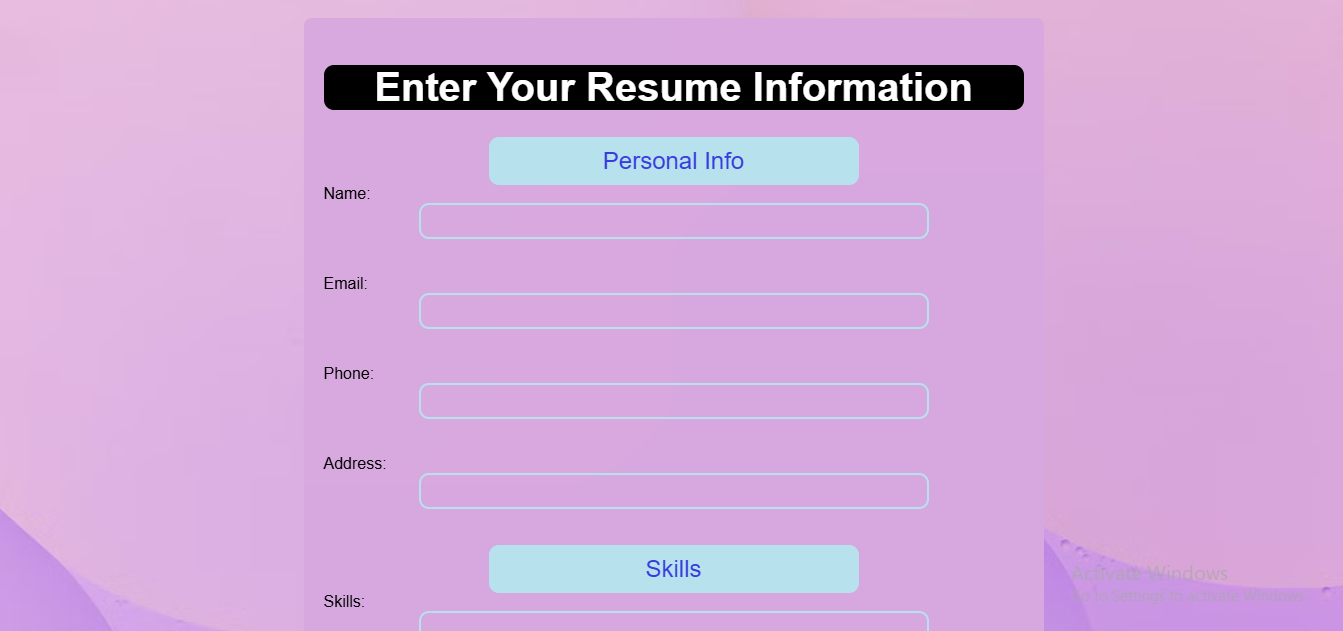 Enter Your Resume Information
Personal Info
Name:
Email:
Phone:
Address:
Skills
Skills:
Activate Windows
Go to Settings to activate Windows.